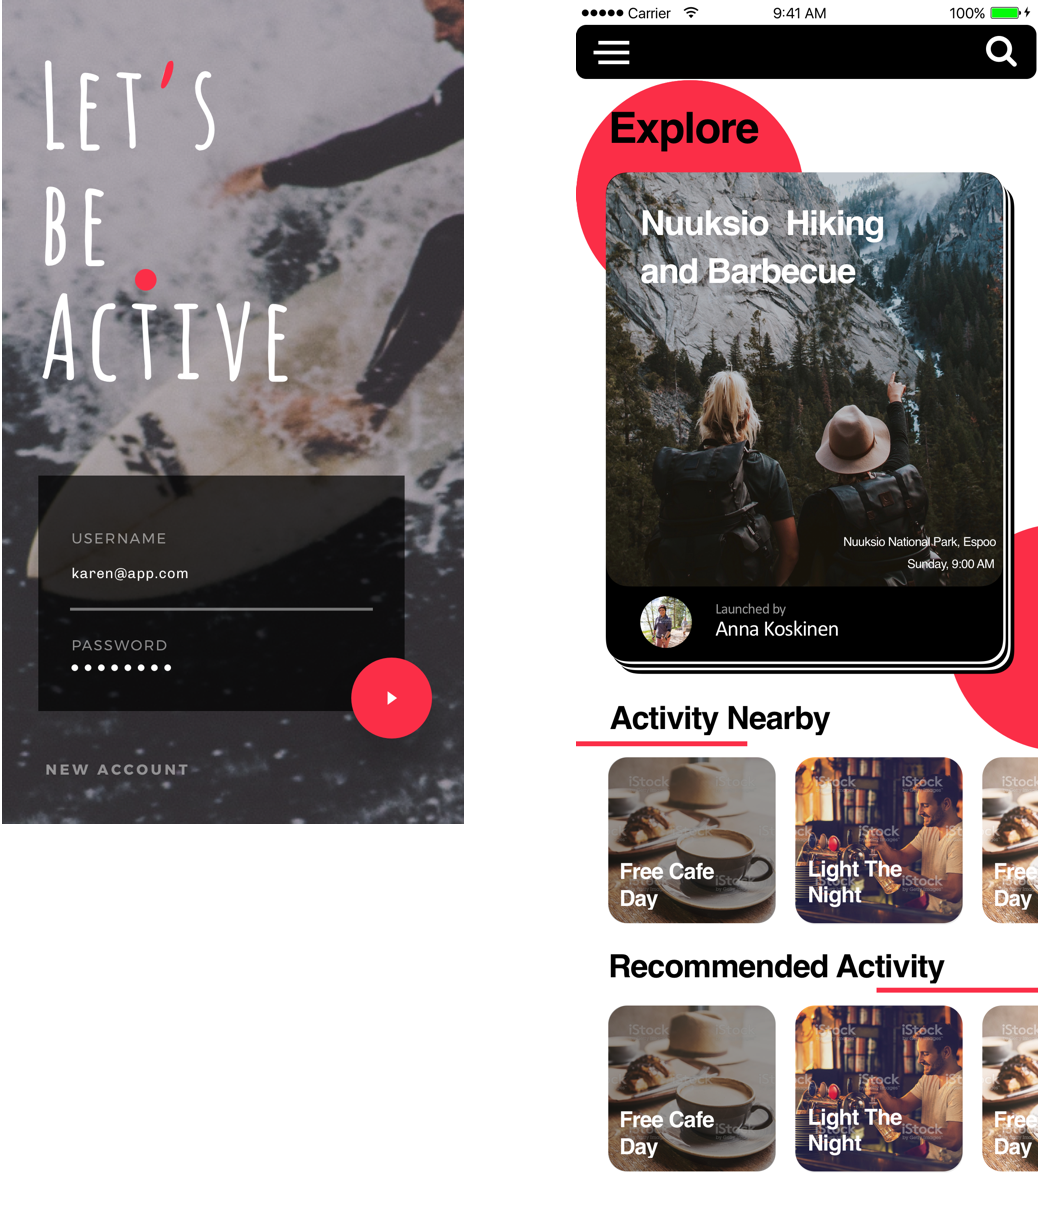 LET'S
BE
ACTIVE
USERNAME
karen@app.com
PASSWORD
NEW ACCOUNT
Carrier 9:41 AM 100%
Explore
Nuuksio Hiking
and Barbecue
Nuuksio National Park, Espoo
Sunday, 9:00 AM
Launched by
Anna Koskinen
Activity Nearby
iStock
iStock
iStock
iStock
Free Cafe
Day
Light The
Night
Free
Day
Recommended Activity
iStock
iStock
iStock
iStock
Free Cafe
Day
Light The
Night
Free
Day